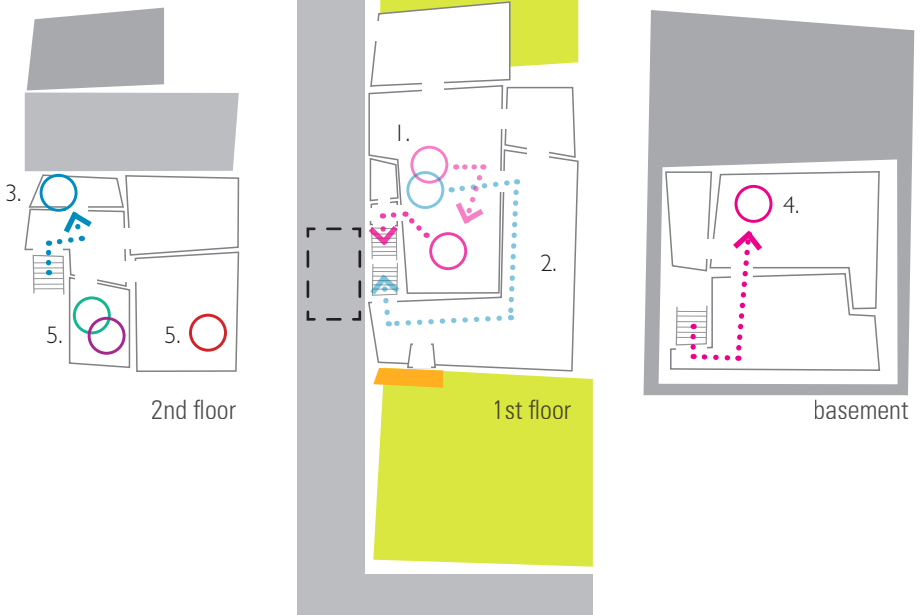 1.
3.
4.
2.
5.
5.
2nd floor
1st floor
basement